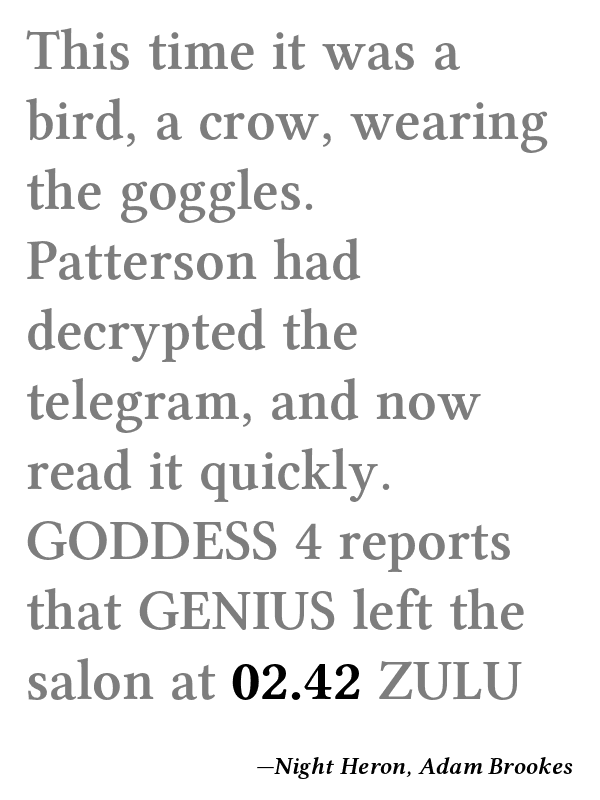 This time it was a
bird, a crow, wearing
the goggles.
Patterson had
decrypted the
telegram, and now
read it quickly.
GODDESS 4 reports
that GENIUS left the
salon at 02.42 ZULU
—Night Heron, Adam Brookes